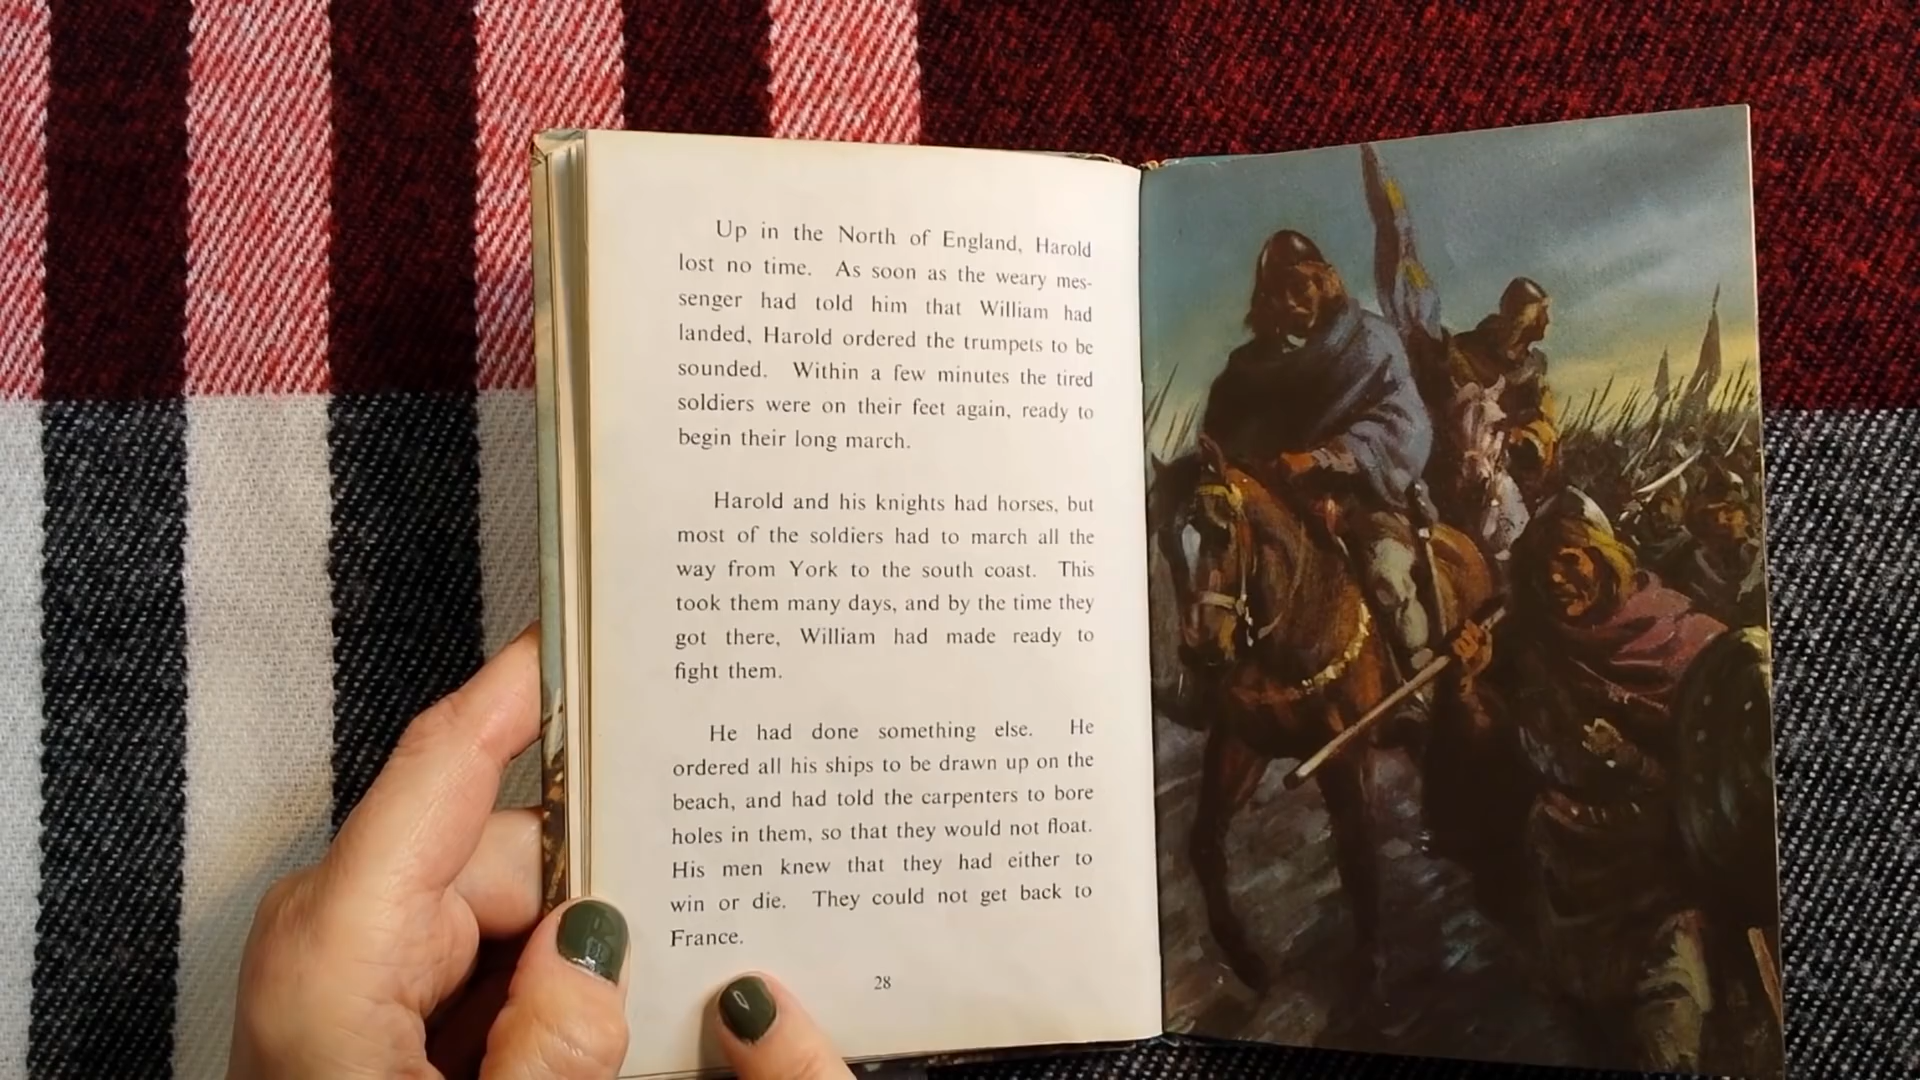 Up in the North of England, Harold
lost no time. As soon as the weary mes-
senger had told him that William had
landed, Harold ordered the trumpets to be
sounded. Within a few minutes the tired
soldiers were on their feet again, ready to
begin their long march.
Harold and his knights had horses, but
most of the soldiers had to march all the
way from York to the south coast. This
took them many days, and by the time they
got there, William had made ready to
fight them.
He had done something else. He
ordered all his ships to be drawn up on the
beach, and had told the carpenters to bore
holes in them, so that they would not float.
His men knew that they had either to
win or die. They could not get back to
France.
28